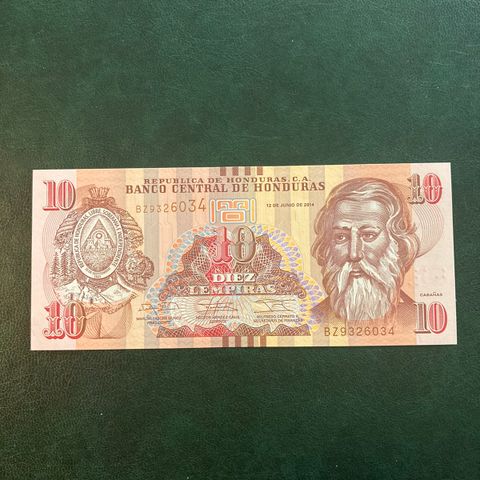 REPUBLICA DE HONDURAS, C.A.
BANCO CENTRAL DE HONDURAS
10
10
BZ9326034
12 DE JUNIO DE 2014
10
DIEZ
LEMPIRAS
CABAÑAS
10
BZ9326034
10